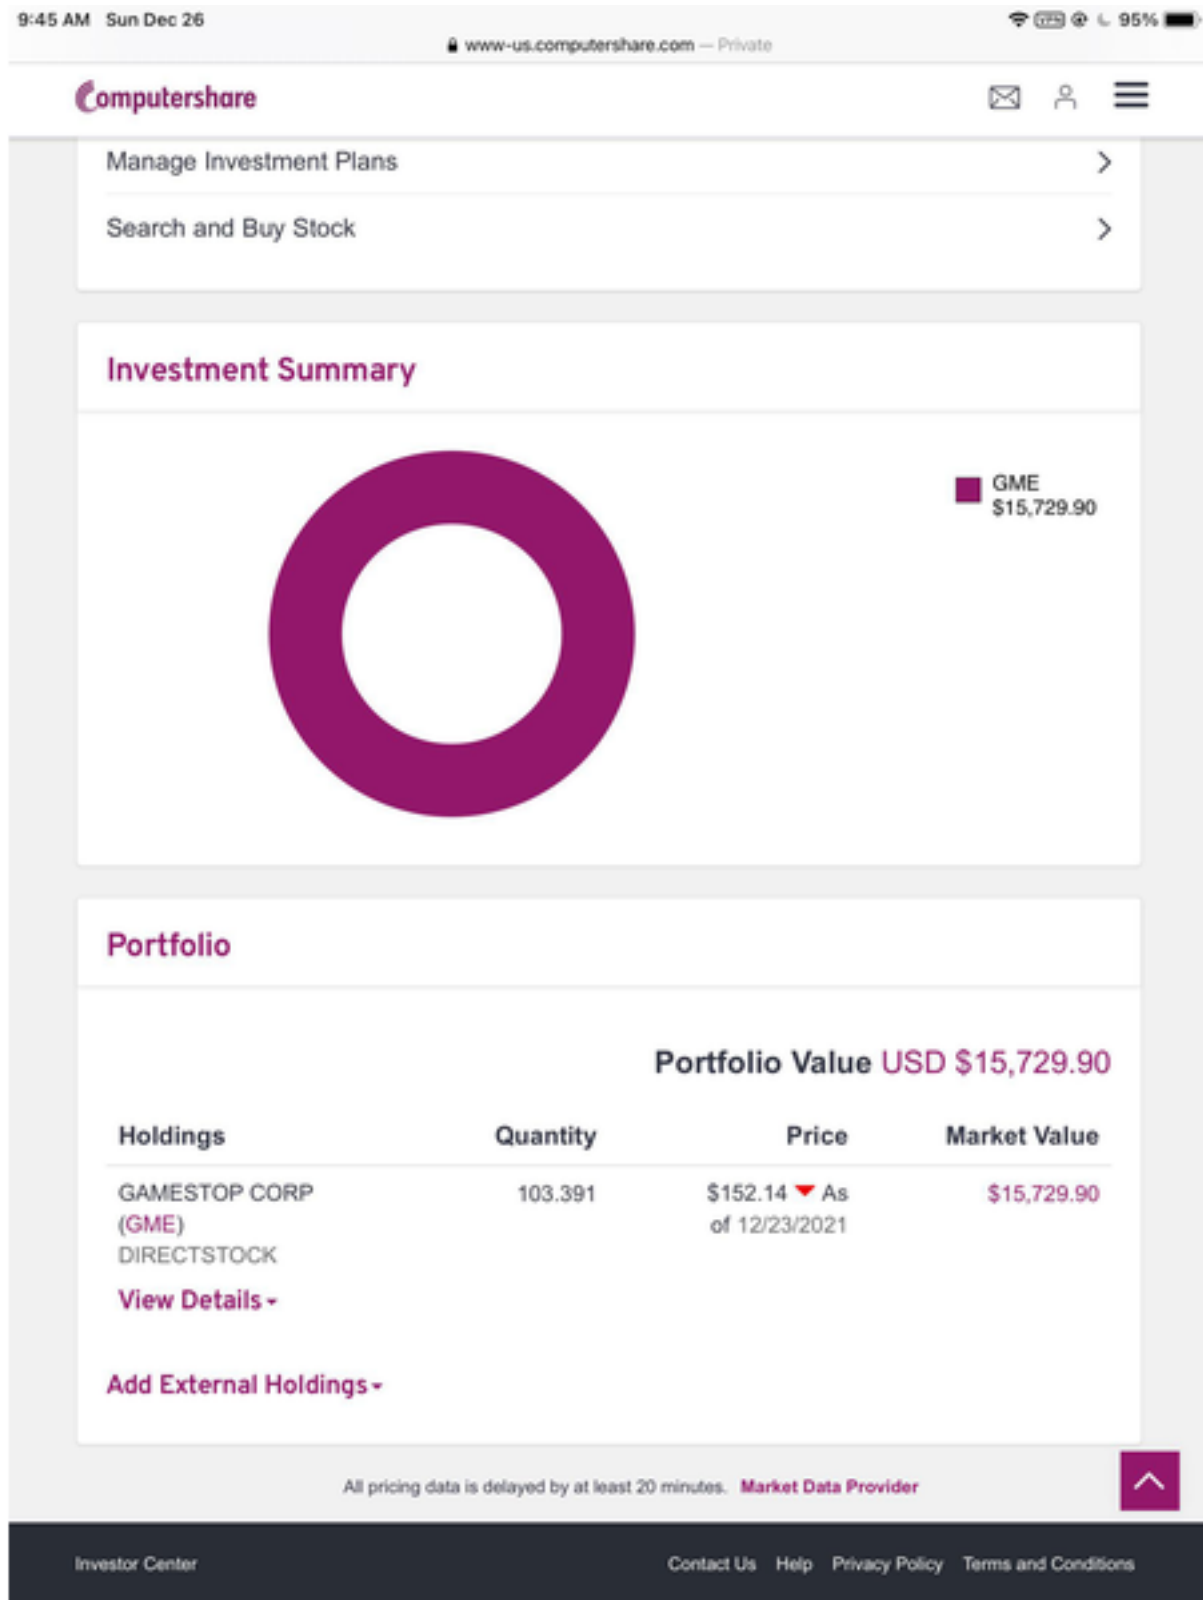 9:45 AM Sun Dec 26
VPN 95%
www-us.computershare.com — Private
Computershare
Manage Investment Plans
Search and Buy Stock
Investment Summary
GME
$15,729.90
Portfolio
Portfolio Value USD $15,729.90
Holdings Quantity Price Market Value
GAMESTOP CORP 103.391 $152.14 As $15,729.90
(GME) of 12/23/2021
DIRECTSTOCK
View Details
Add External Holdings
All pricing data is delayed by at least 20 minutes. Market Data Provider
Investor Center Contact Us Help Privacy Policy Terms and Conditions